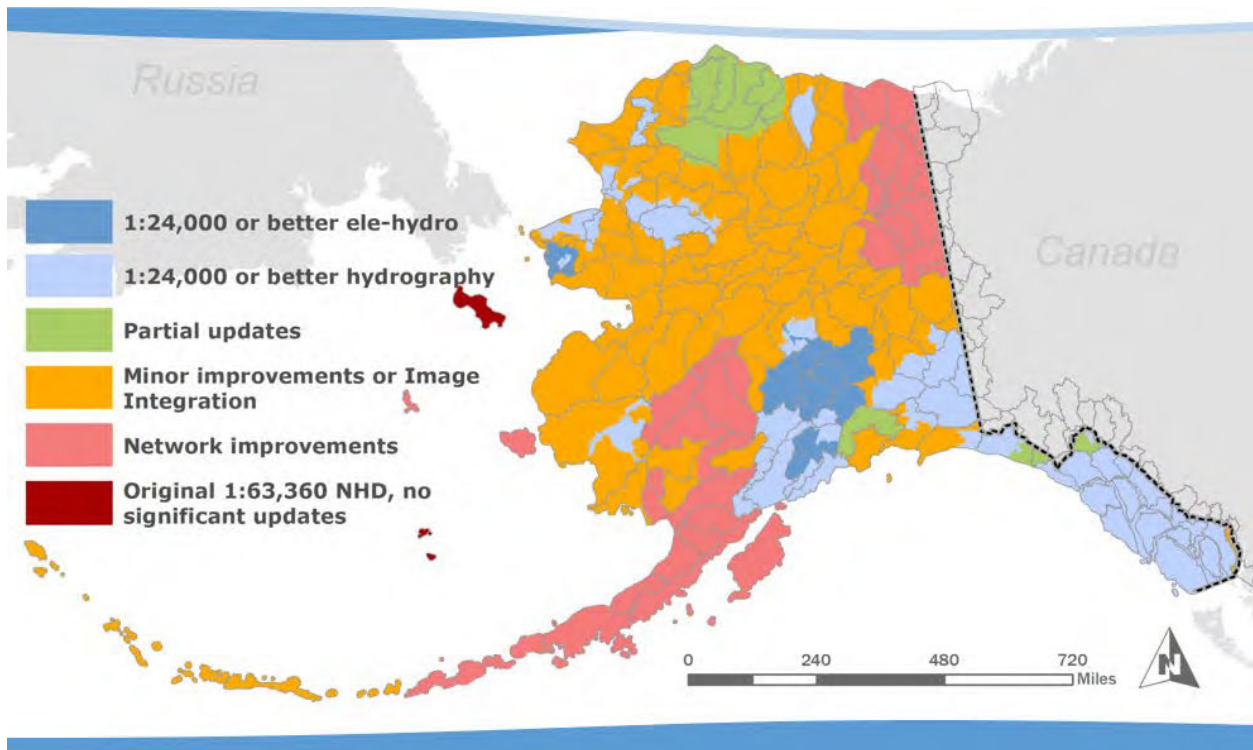 Russia
Canada
1:24,000 or better ele-hydro
1:24,000 or better hydrography
Partial updates
Minor improvements or Image
Integration
Network improvements
Original 1:63,360 NHD, no
significant updates
0 240 480 720
Miles
N